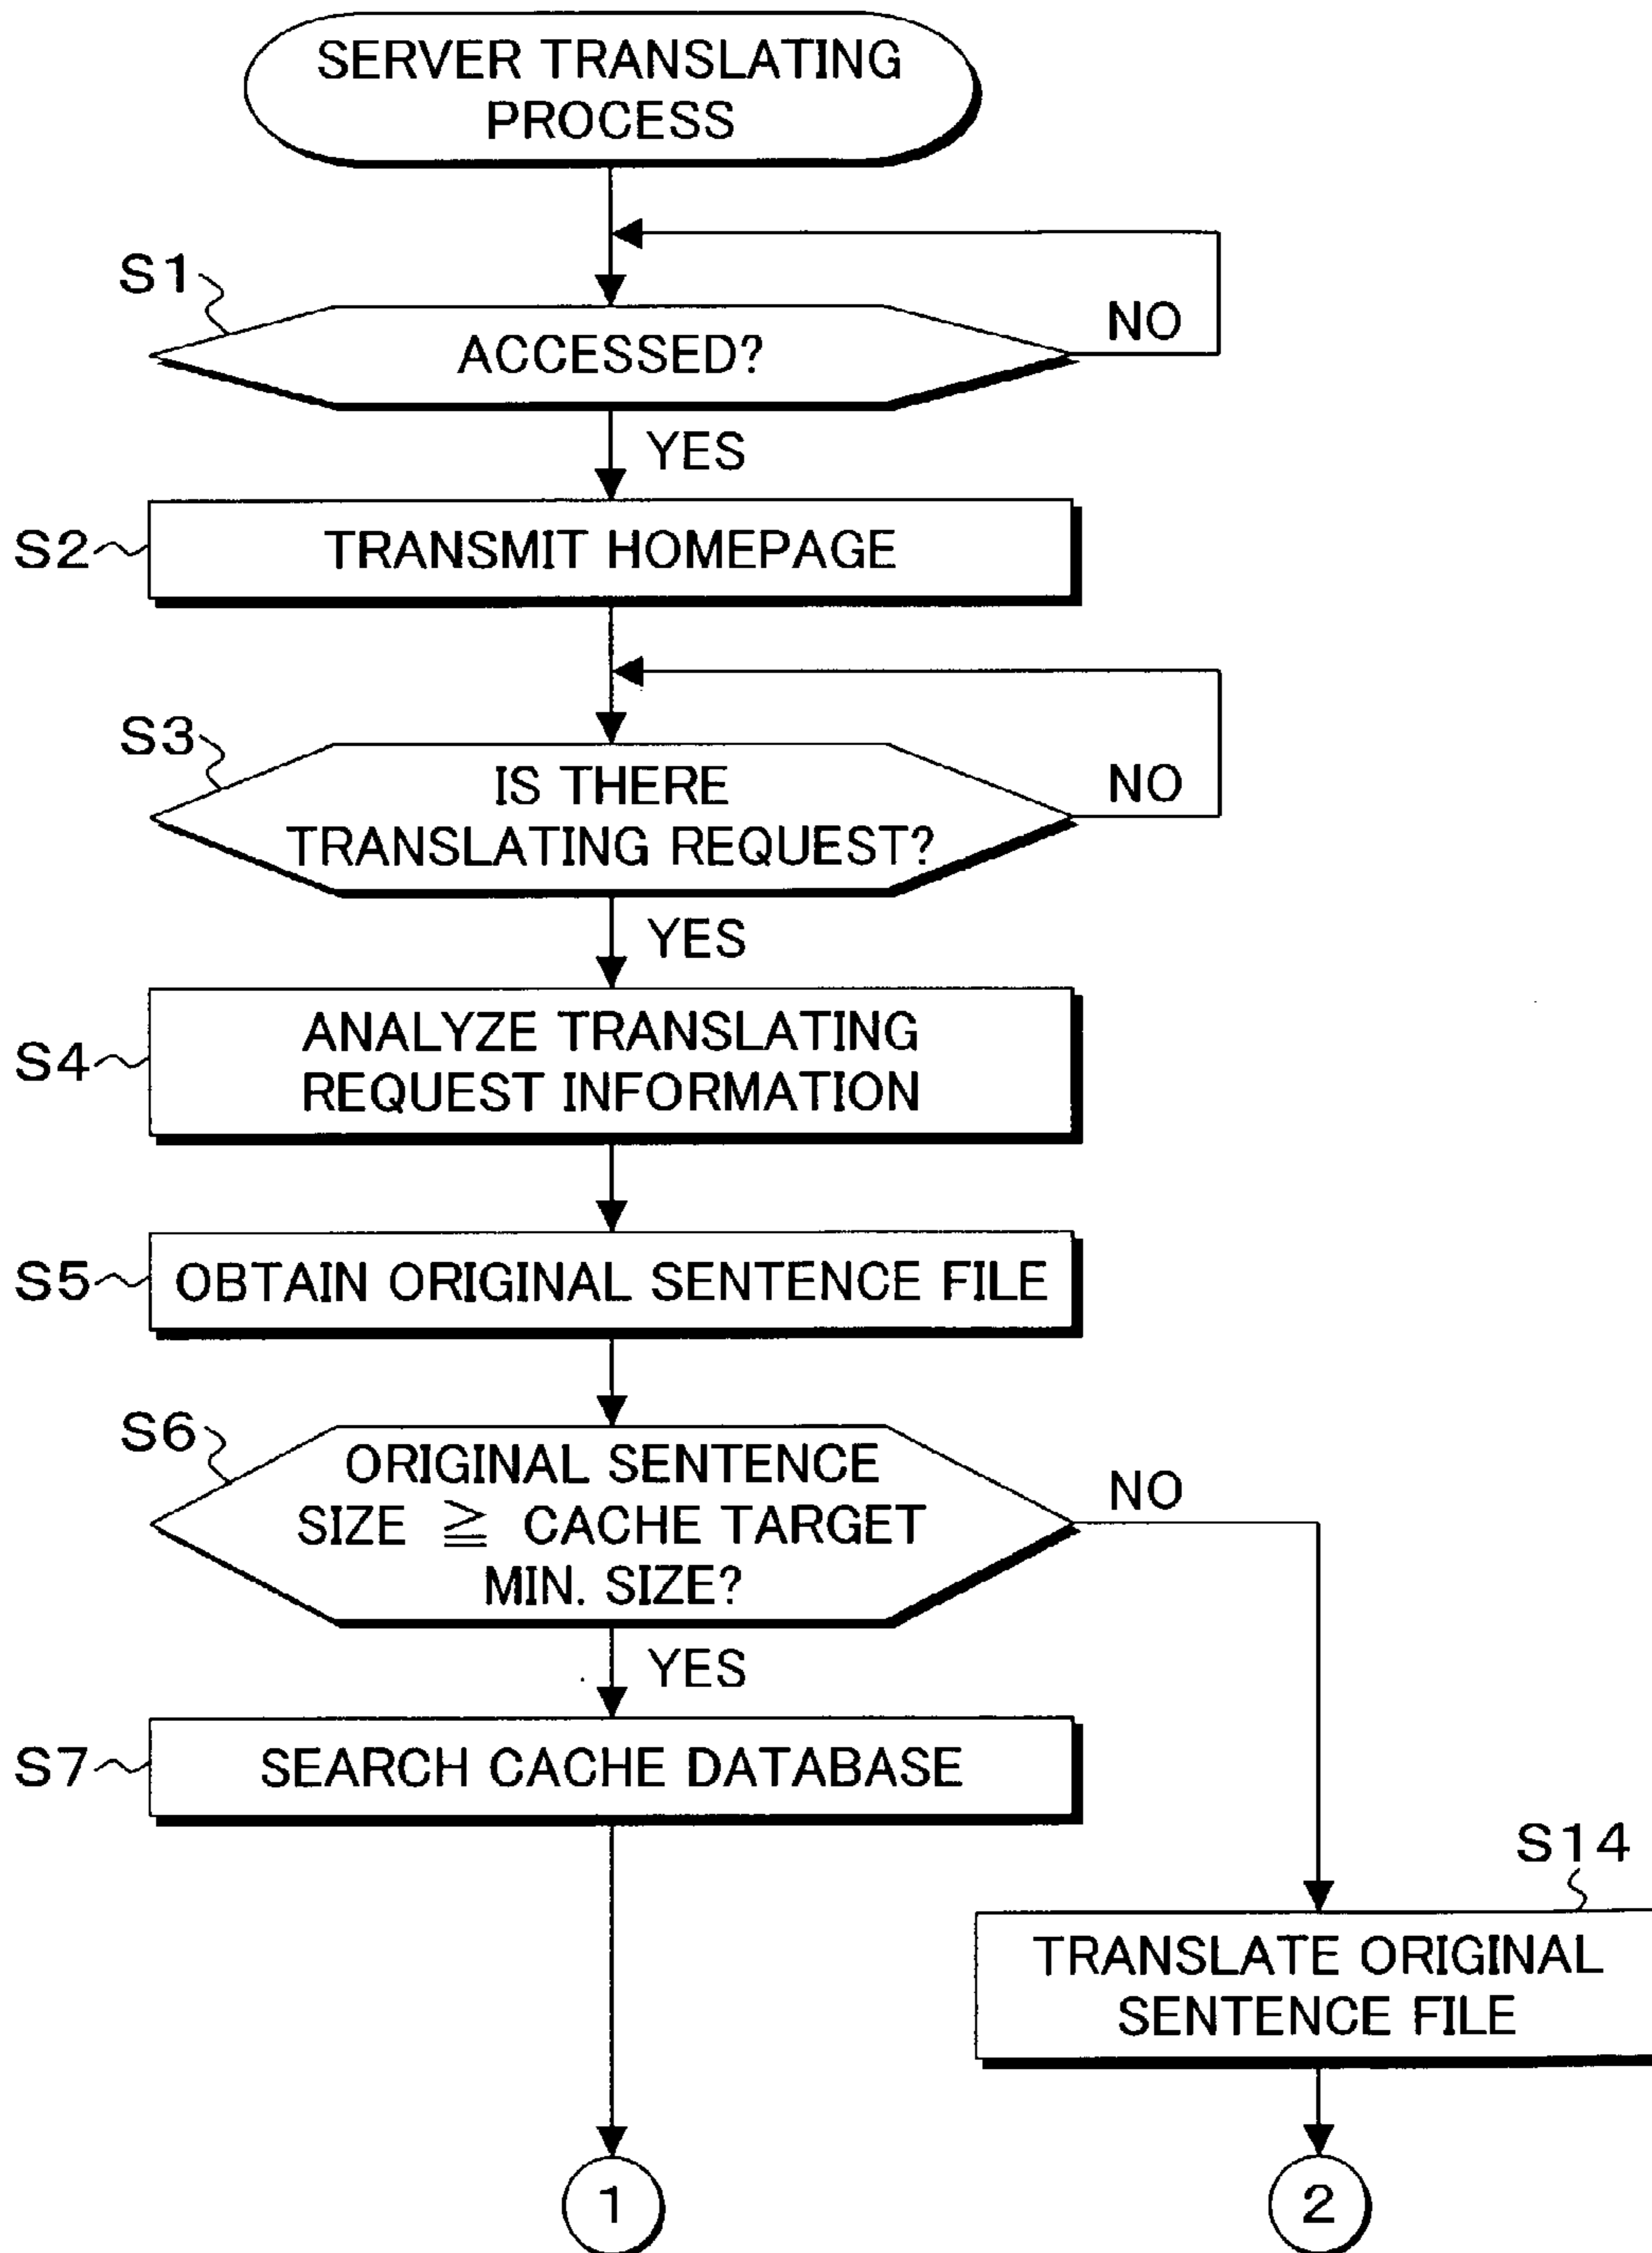 SERVER TRANSLATING
PROCESS
S1
ACCESSED?
NO
YES
S2
TRANSMIT HOMEPAGE
S3
IS THERE
TRANSLATING REQUEST?
NO
YES
S4
ANALYZE TRANSLATING
REQUEST INFORMATION
S5
OBTAIN ORIGINAL SENTENCE FILE
S6
ORIGINAL SENTENCE
SIZE ≧ CACHE TARGET
MIN. SIZE?
NO
YES
S7
SEARCH CACHE DATABASE
S14
TRANSLATE ORIGINAL
SENTENCE FILE
1
2